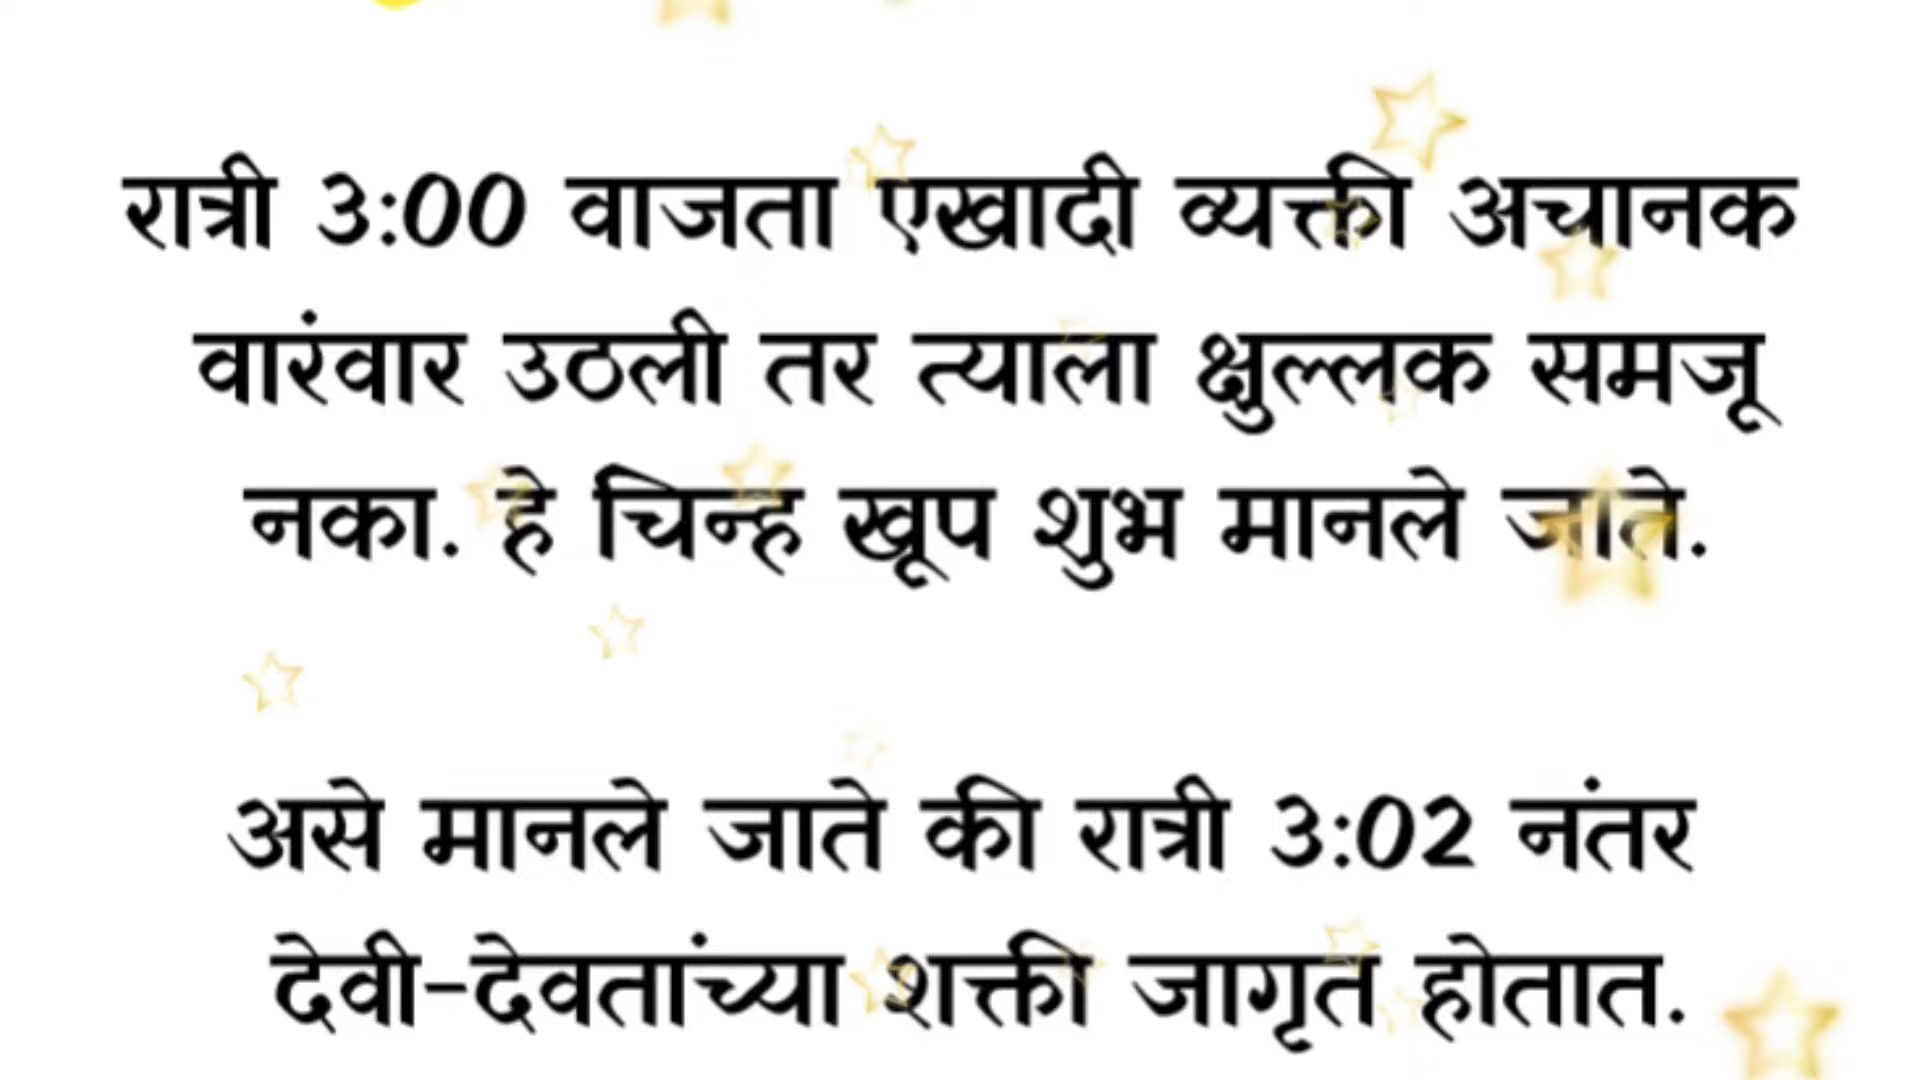 रात्री 3:00 वाजता एखादी व्यक्ती अचानक
वारंवार उठली तर त्याला क्षुल्लक समजू
नका. हे चिन्ह खूप शुभ मानले जाते.
असे मानले जाते की रात्री 3:02 नंतर
देवी-देवतांच्या शक्ती जागृत होतात.